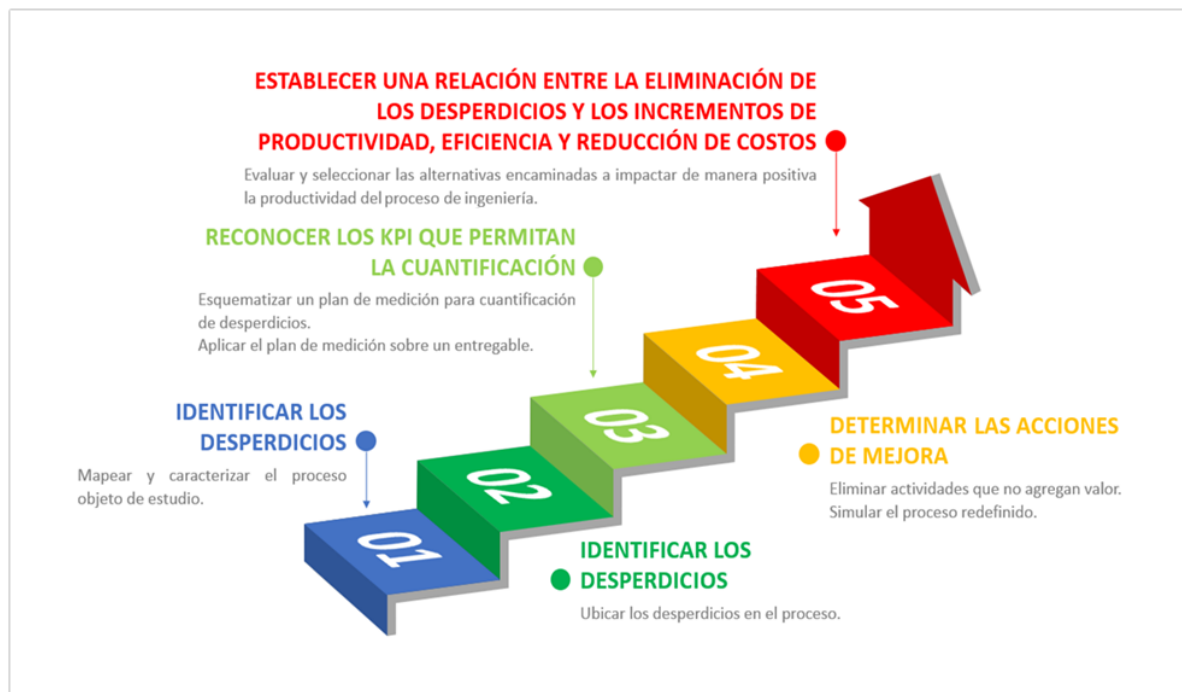 ESTABLECER UNA RELACIÓN ENTRE LA ELIMINACIÓN DE
LOS DESPERDICIOS Y LOS INCREMENTOS DE
PRODUCTIVIDAD, EFICIENCIA Y REDUCCIÓN DE COSTOS
Evaluar y seleccionar las alternativas encaminadas a impactar de manera positiva
la productividad del proceso de ingeniería.
RECONOCER LOS KPI QUE PERMITAN
LA CUANTIFICACIÓN
Esquematizar un plan de medición para cuantificación
de desperdicios.
Aplicar el plan de medición sobre un entregable.
IDENTIFICAR LOS
DESPERDICIOS
Mapear y caracterizar el proceso
objeto de estudio.
05
04
03
02
01
DETERMINAR LAS ACCIONES
DE MEJORA
Eliminar actividades que no agregan valor.
Simular el proceso redefinido.
IDENTIFICAR LOS
DESPERDICIOS
Ubicar los desperdicios en el proceso.